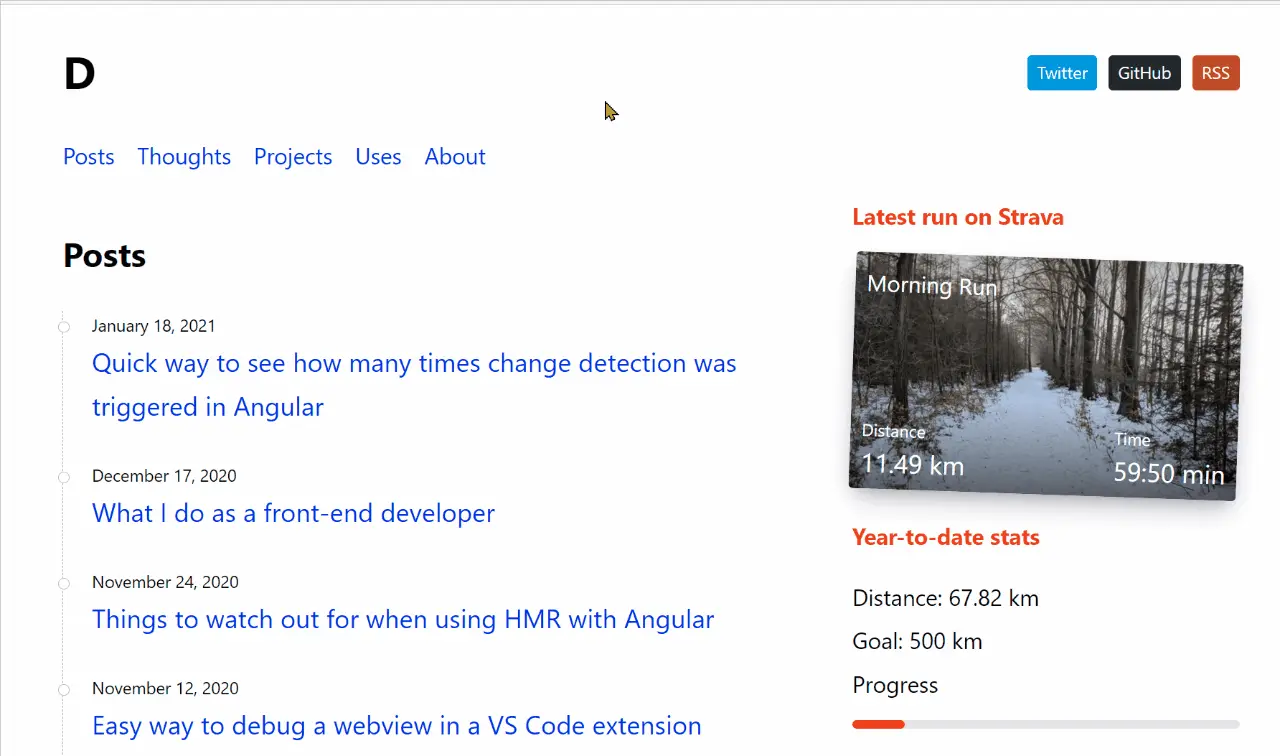 D
Twitter GitHub RSS
Posts Thoughts Projects Uses About
Posts
January 18, 2021
Quick way to see how many times change detection was
triggered in Angular
December 17, 2020
What I do as a front-end developer
November 24, 2020
Things to watch out for when using HMR with Angular
November 12, 2020
Easy way to debug a webview in a VS Code extension
Latest run on Strava
Morning Run
Distance
11.49 km
Time
59:50 min
Year-to-date stats
Distance: 67.82 km
Goal: 500 km
Progress